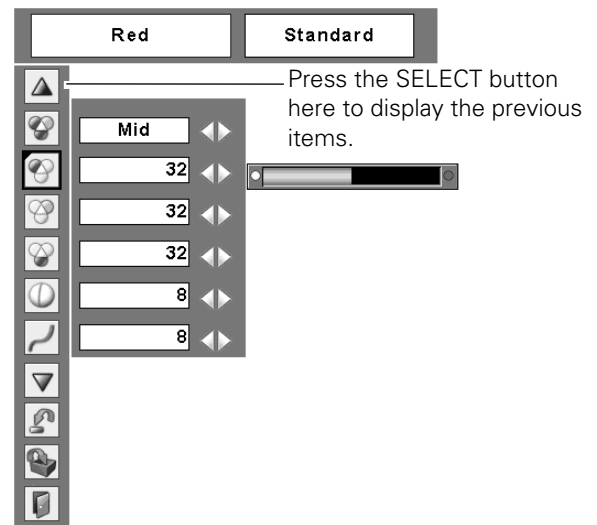 Red Standard
Press the SELECT button
here to display the previous
items.
Mid
32
32
32
8
8